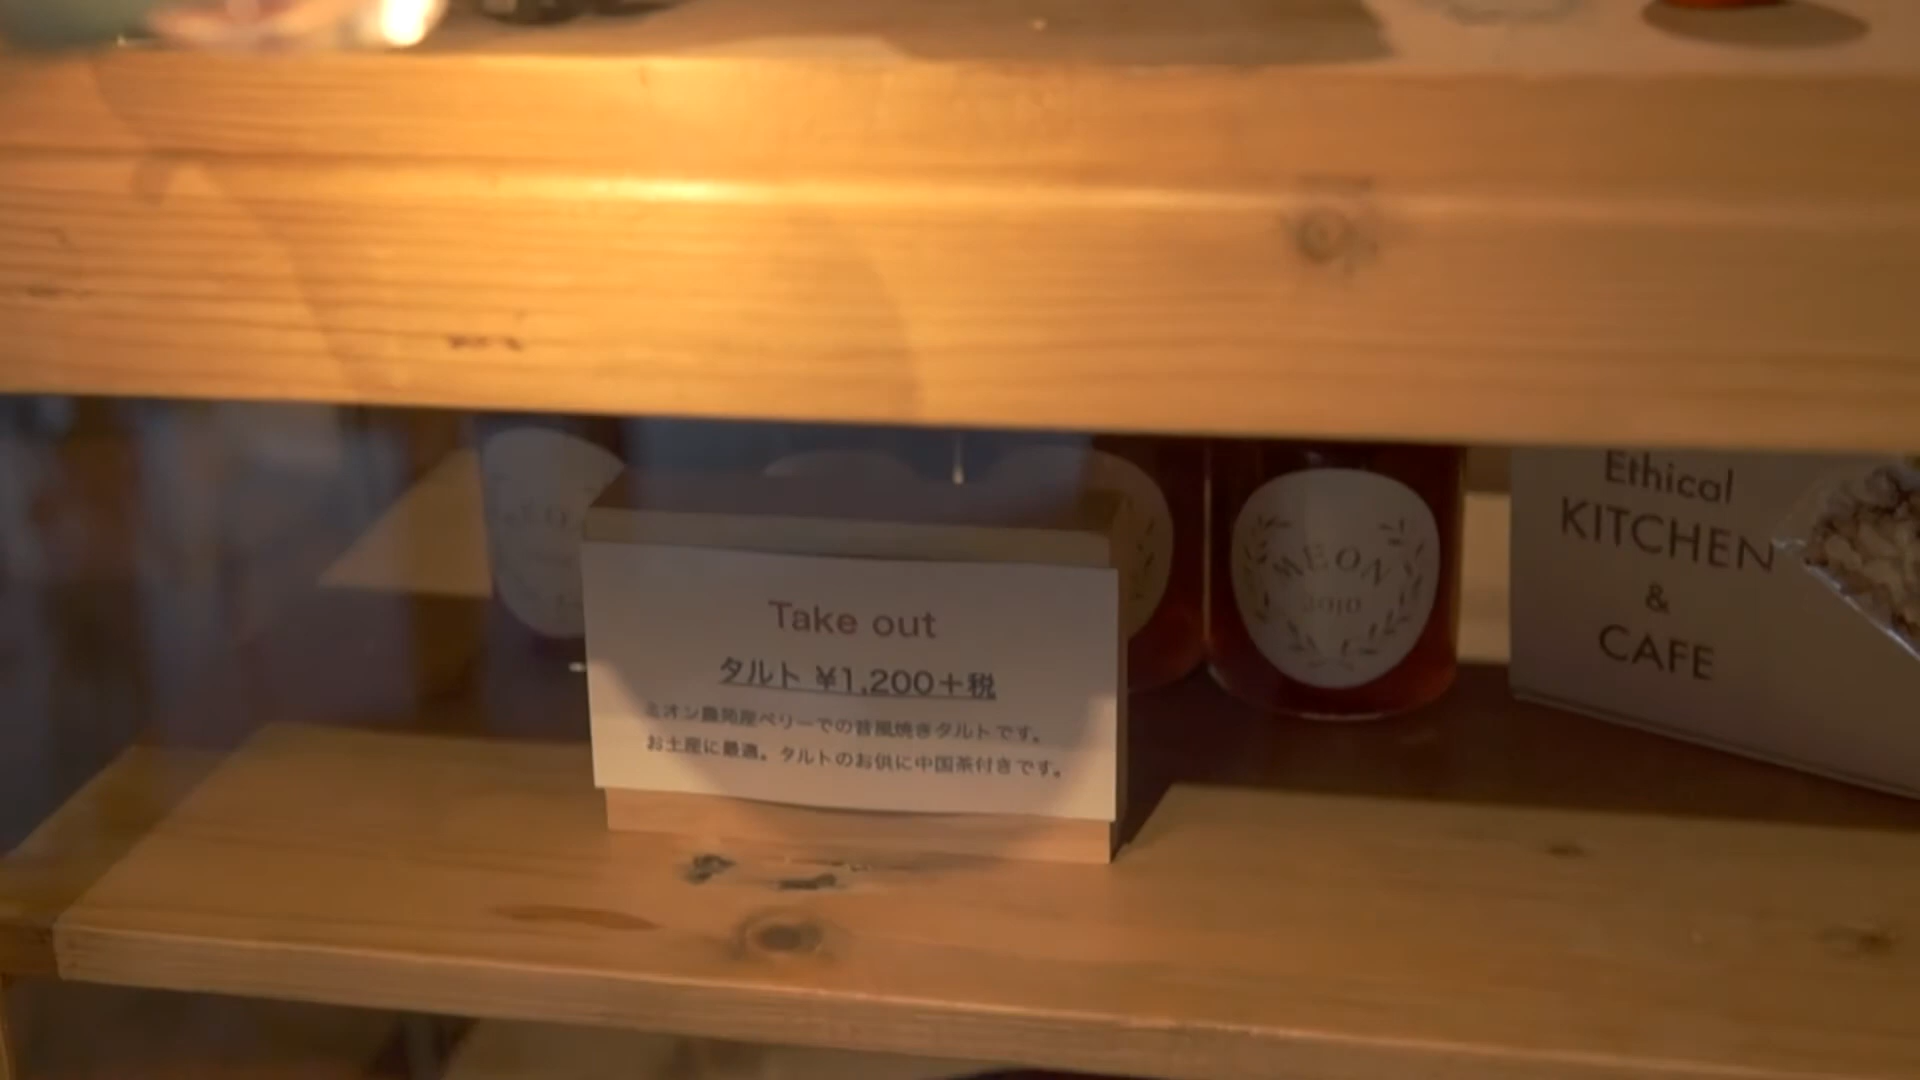 Take out
タルト ¥1,200+税
ミオン農苑産ベリーでの昔風焼きタルトです。
お土産に最適。タルトのお供に中国茶付きです。
MEON
2010
Ethical
KITCHEN
&
CAFE